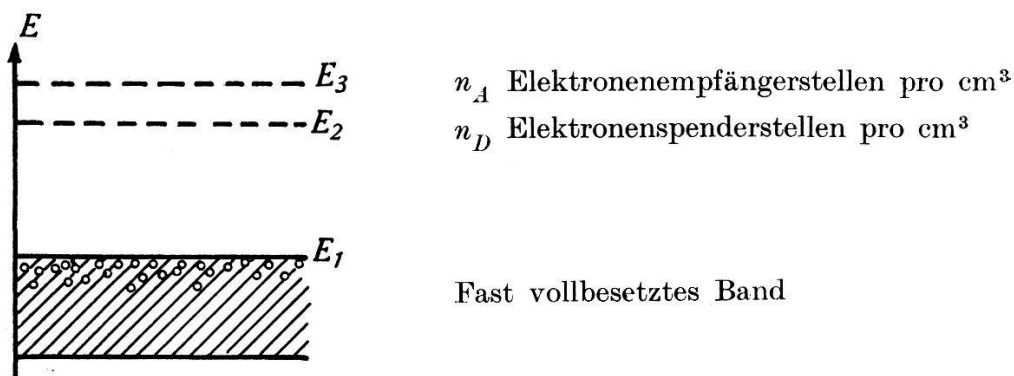 E
E₃ n_A Elektronenempfängerstellen pro cm³
E₂ n_D Elektronenspenderstellen pro cm³
E₁
Fast vollbesetztes Band